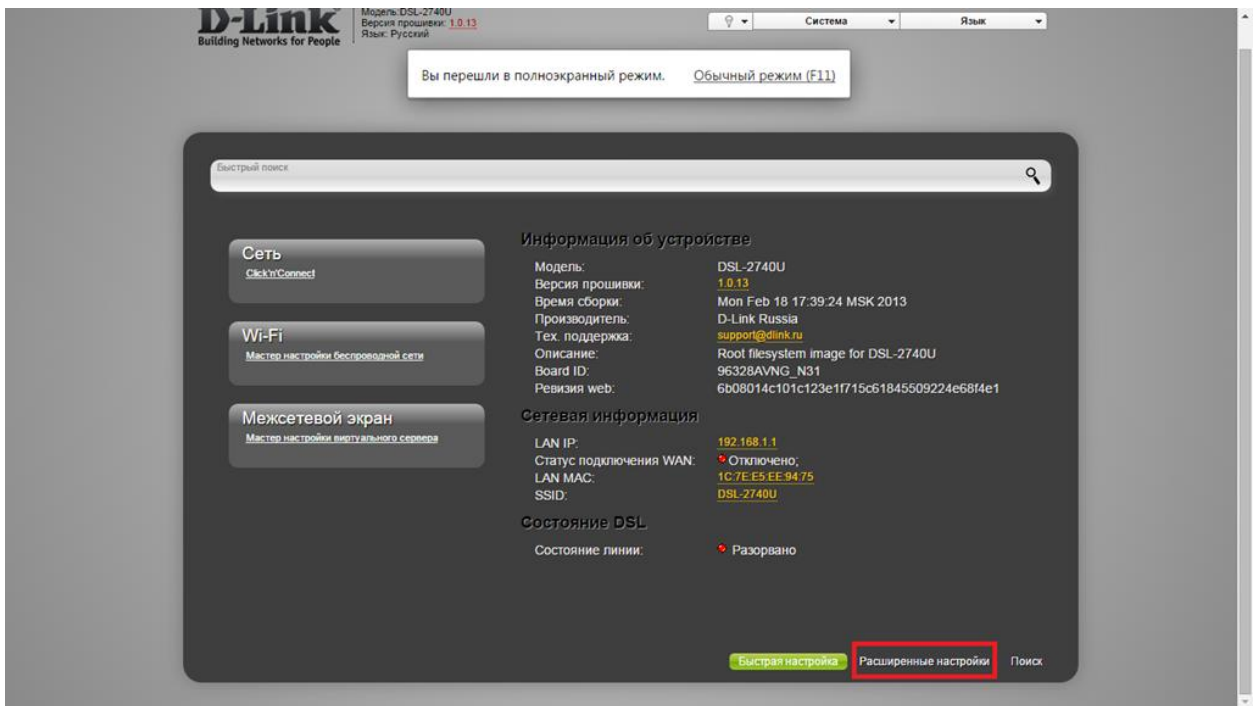 D-Link
Building Networks for People
Модель:DSL-2740U
Версия прошивки: 1.0.13
Язык: Русский
Система
Язык
Вы перешли в полноэкранный режим. Обычный режим (F11)
Быстрый поиск
Сеть
Click'n'Connect
Wi-Fi
Мастер настройки беспроводной сети
Межсетевой экран
Мастер настройки виртуального сервера
Информация об устройстве
Модель: DSL-2740U
Версия прошивки: 1.0.13
Время сборки: Mon Feb 18 17:39:24 MSK 2013
Производитель: D-Link Russia
Тех. поддержка: support@dlink.ru
Описание: Root filesystem image for DSL-2740U
Board ID: 96328AVNG_N31
Ревизия web: 6b08014c101c123e1f715c61845509224e68f4e1
Сетевая информация
LAN IP: 192.168.1.1
Статус подключения WAN: Отключено;
LAN MAC: 1C:7E:E5:EE:94:75
SSID: DSL-2740U
Состояние DSL
Состояние линии: Разорвано
Быстрая настройка Расширенные настройки Поиск